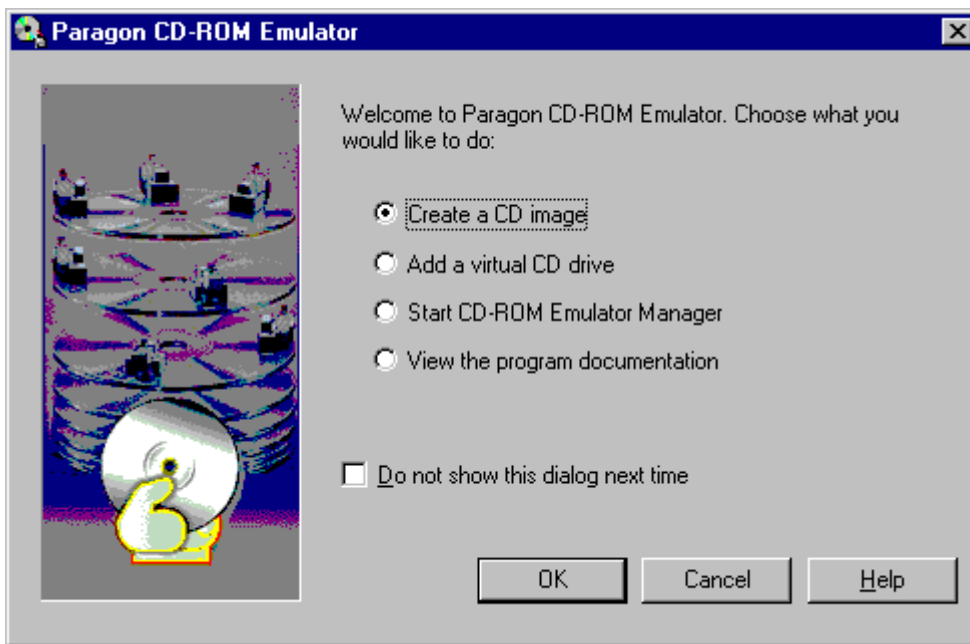 Paragon CD-ROM Emulator
Welcome to Paragon CD-ROM Emulator. Choose what you
would like to do:
Create a CD image
Add a virtual CD drive
Start CD-ROM Emulator Manager
View the program documentation
Do not show this dialog next time
OK
Cancel
Help